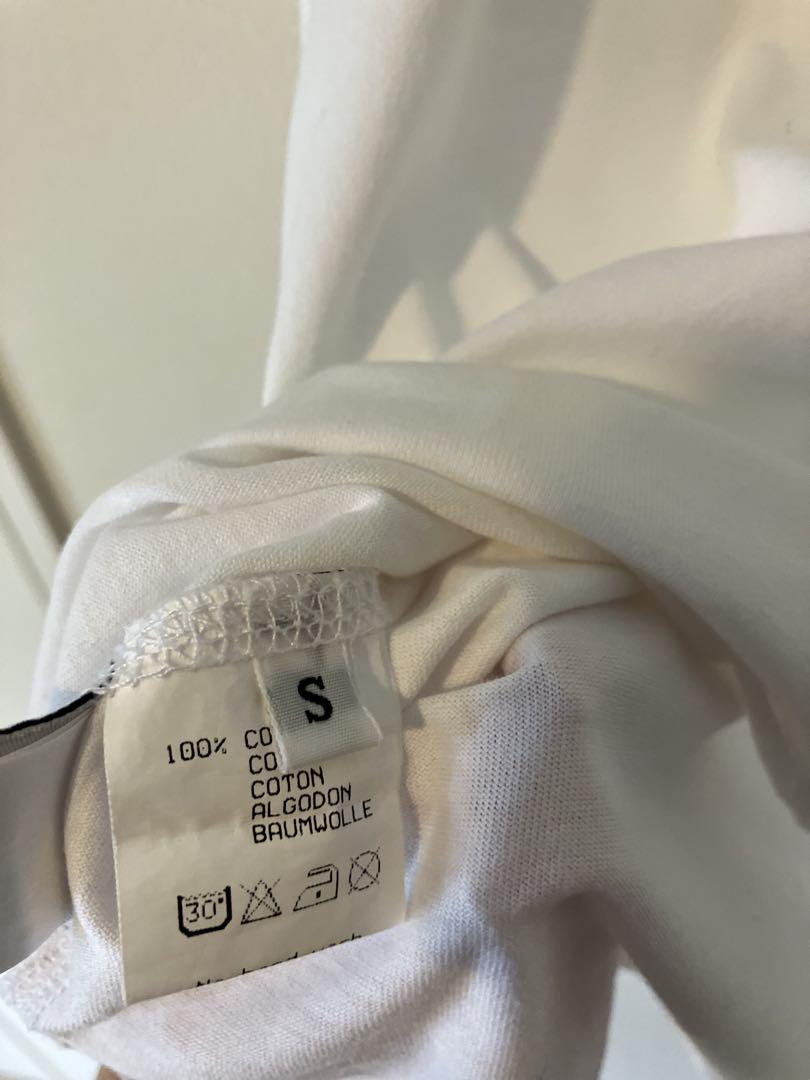 S
100% CO
CO
COTON
ALGODON
BAUMWOLLE
30°